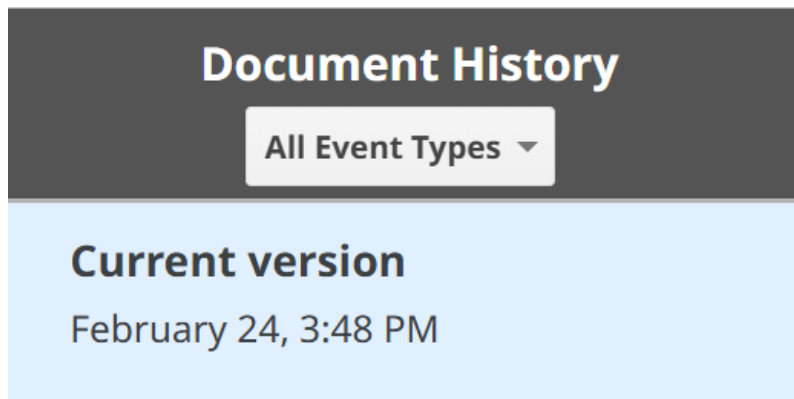 Document History
All Event Types
Current version
February 24, 3:48 PM